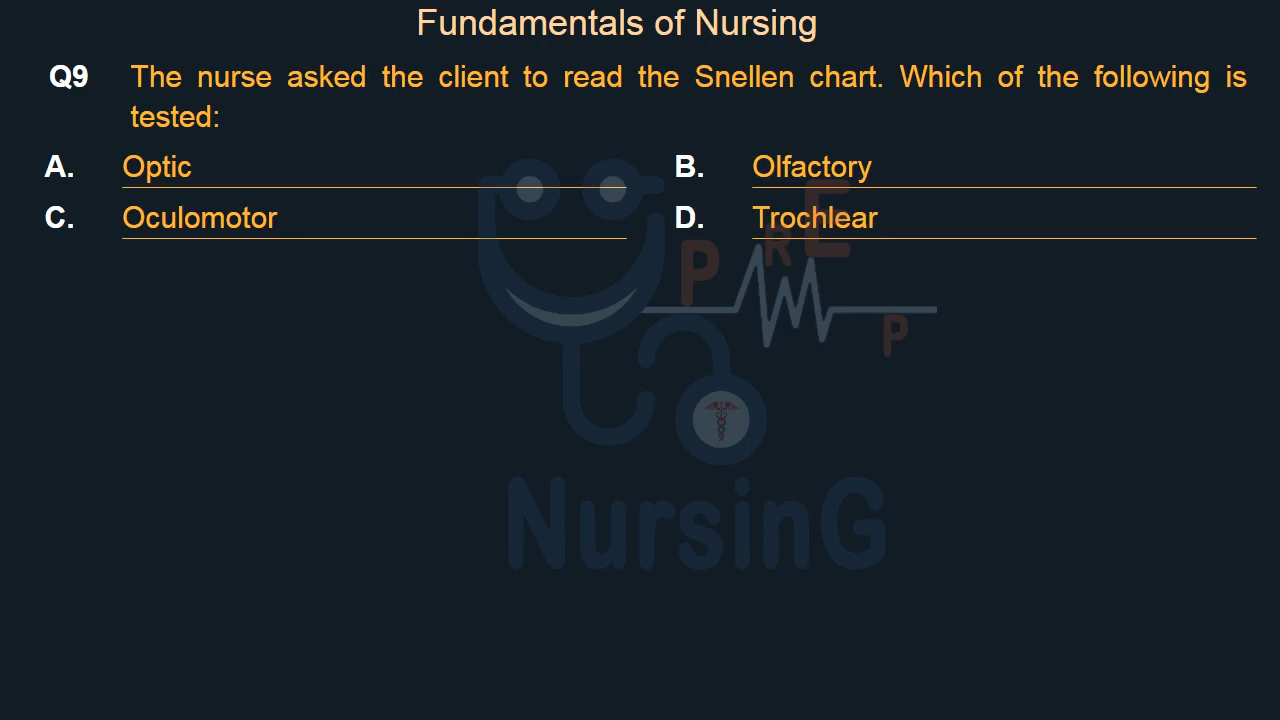 Fundamentals of Nursing
Q9 The nurse asked the client to read the Snellen chart. Which of the following is
tested:
A. Optic B. Olfactory
C. Oculomotor D. Trochlear
PREP
NursinG